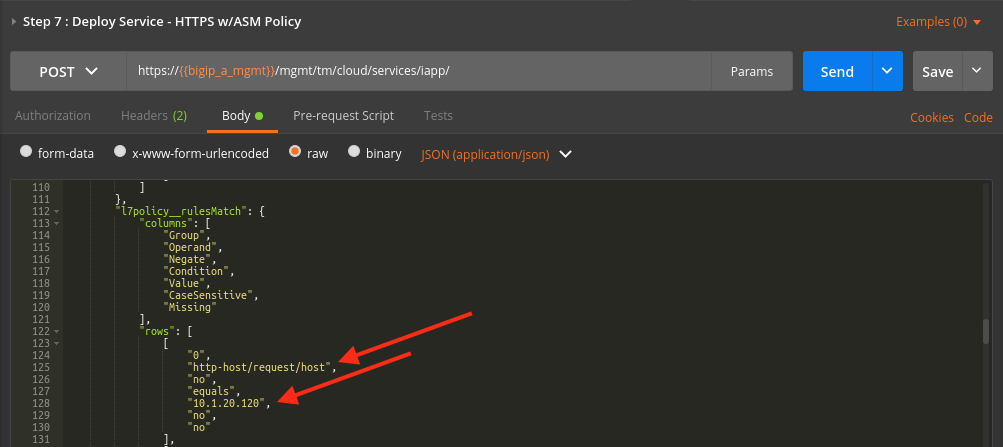 Step 7 : Deploy Service - HTTPS w/ASM Policy Examples (0)
POST https://{{bigip_a_mgmt}}/mgmt/tm/cloud/services/iapp/ Params Send Save
Authorization Headers (2) Body Pre-request Script Tests Cookies Code
form-data x-www-form-urlencoded raw binary JSON (application/json)
110 ]
111 },
112 "l7policy__rulesMatch": {
113 "columns": [
114 "Group",
115 "Operand",
116 "Negate",
117 "Condition",
118 "Value",
119 "CaseSensitive",
120 "Missing"
121 ],
122 "rows": [
123 [
124 "0",
125 "http-host/request/host",
126 "no",
127 "equals",
128 "10.1.20.120",
129 "no",
130 "no"
131 ],